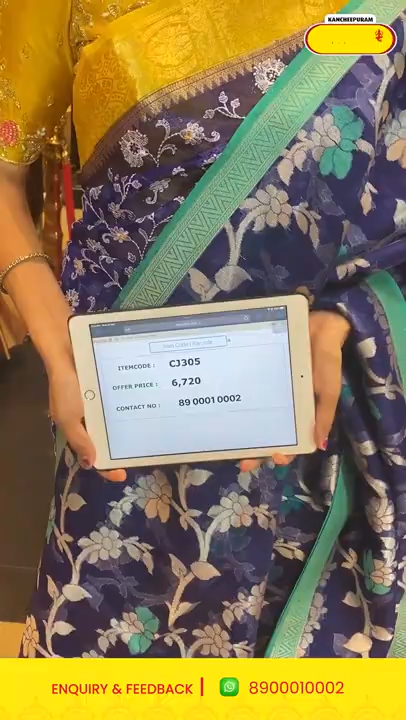 KANCHEEPURAM
ITEMCODE : CJ305
OFFER PRICE : 6,720
CONTACT NO : 89 0001 0002
ENQUIRY & FEEDBACK | 8900010002